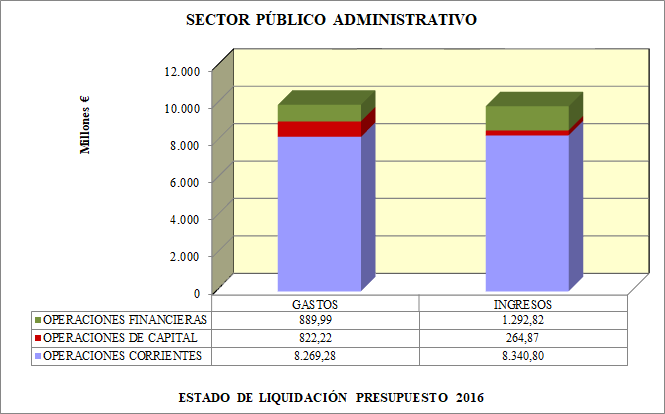 SECTOR PÚBLICO ADMINISTRATIVO
Millones €
12.000
10.000
8.000
6.000
4.000
2.000
0
GASTOS INGRESOS
OPERACIONES FINANCIERAS 889,99 1.292,82
OPERACIONES DE CAPITAL 822,22 264,87
OPERACIONES CORRIENTES 8.269,28 8.340,80
ESTADO DE LIQUIDACIÓN PRESUPUESTO 2016